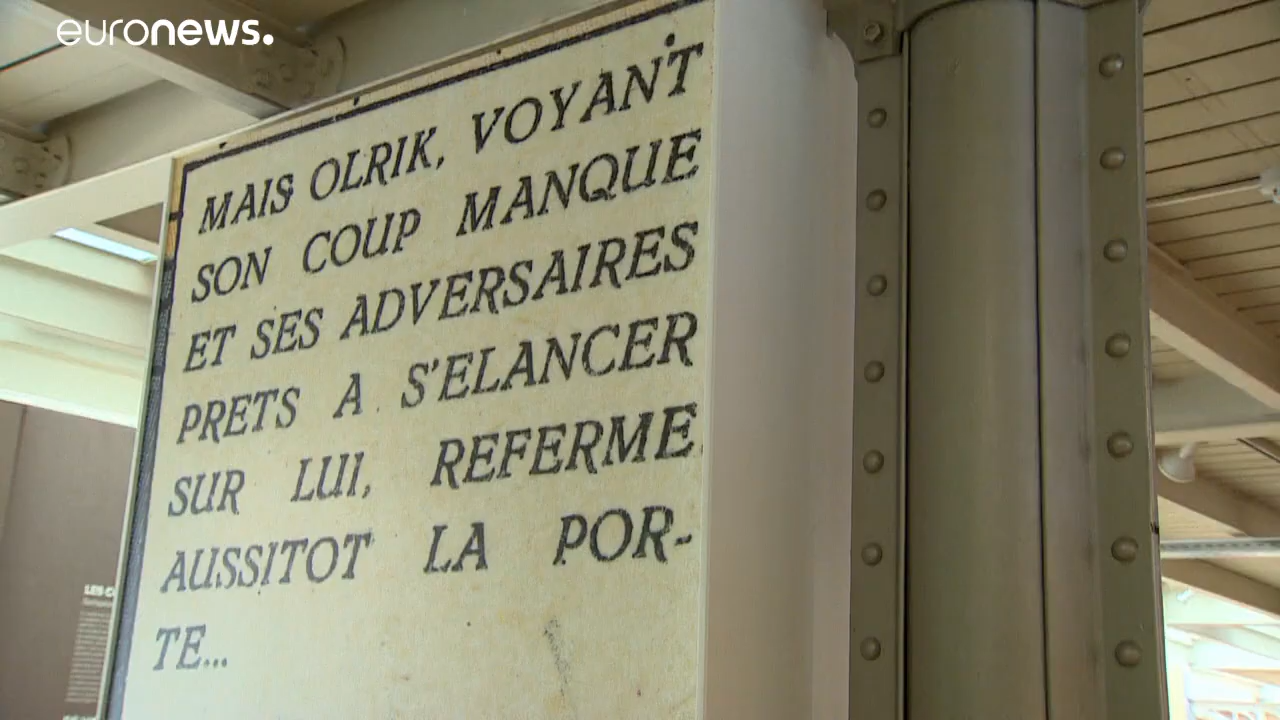 euronews.
MAIS OLRIK, VOYANT
SON COUP MANQUE
ET SES ADVERSAIRES
PRETS A S'ELANCER
SUR LUI, REFERME
AUSSITOT LA POR-
TE...